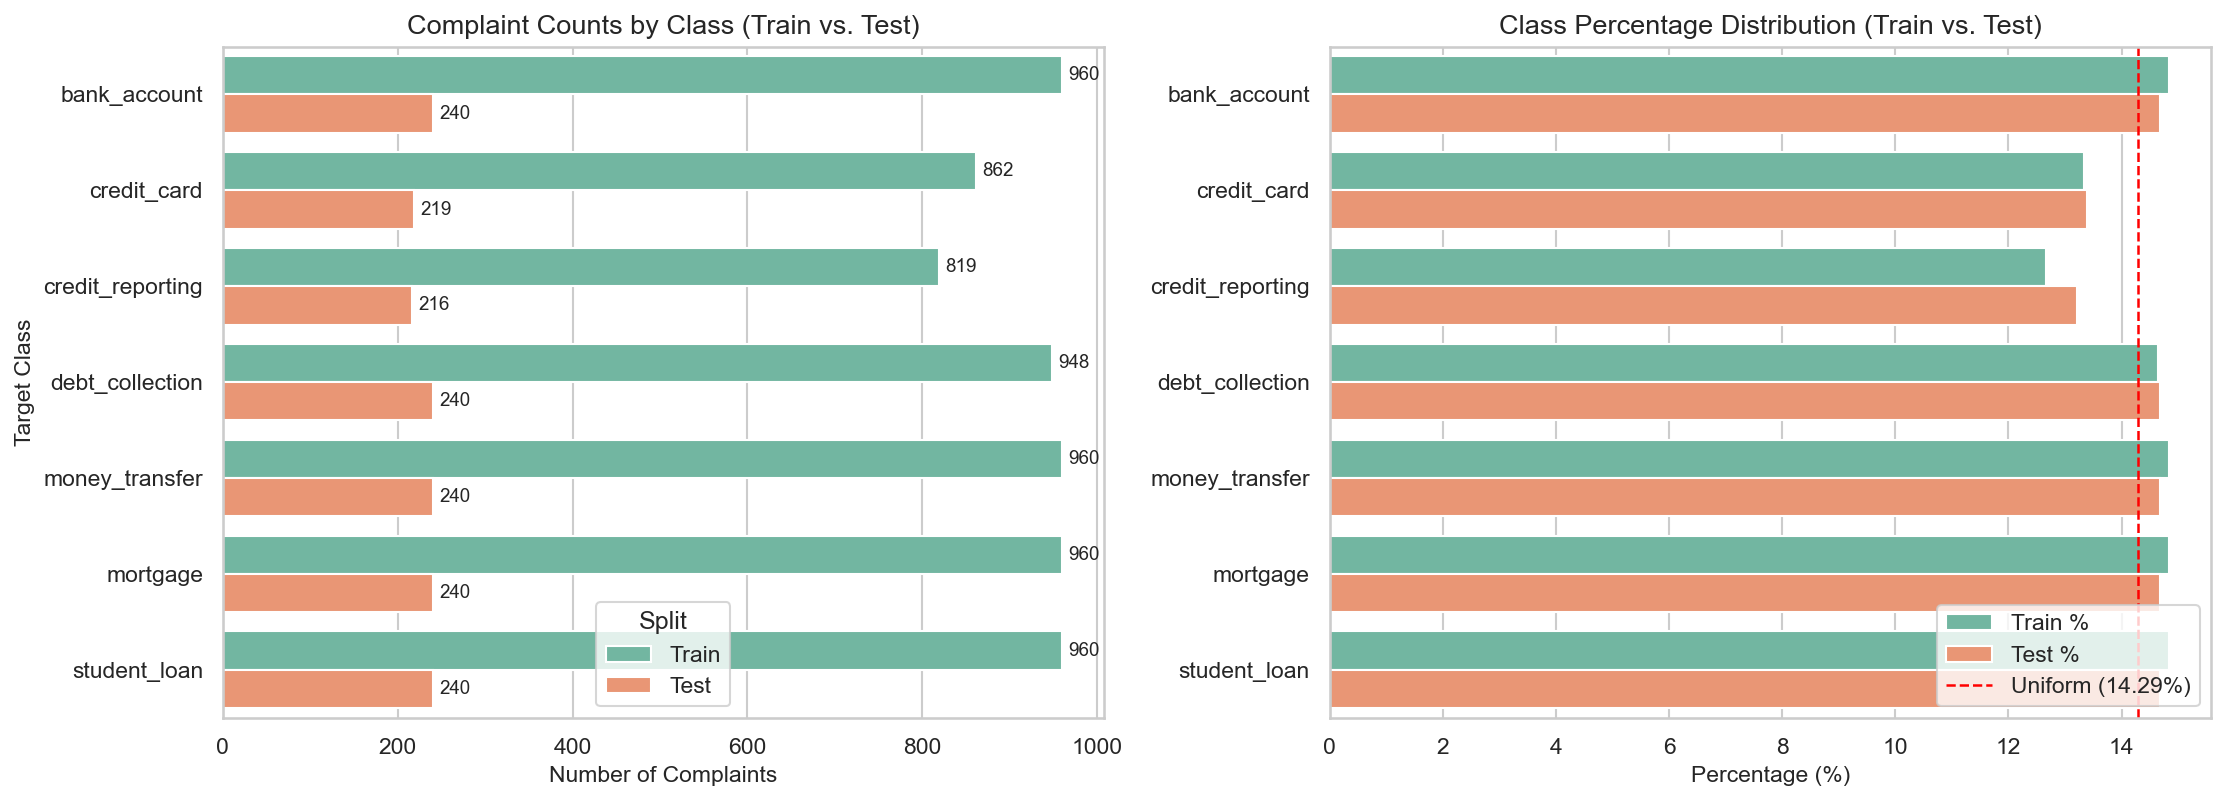 Complaint Counts by Class (Train vs. Test)
Target Class
bank_account
960
240
credit_card
862
219
credit_reporting
819
216
debt_collection
948
240
money_transfer
960
240
mortgage
960
240
student_loan
960
240
Split
Train
Test
0 200 400 600 800 1000
Number of Complaints
Class Percentage Distribution (Train vs. Test)
bank_account
credit_card
credit_reporting
debt_collection
money_transfer
mortgage
student_loan
Train %
Test %
Uniform (14.29%)
0 2 4 6 8 10 12 14
Percentage (%)